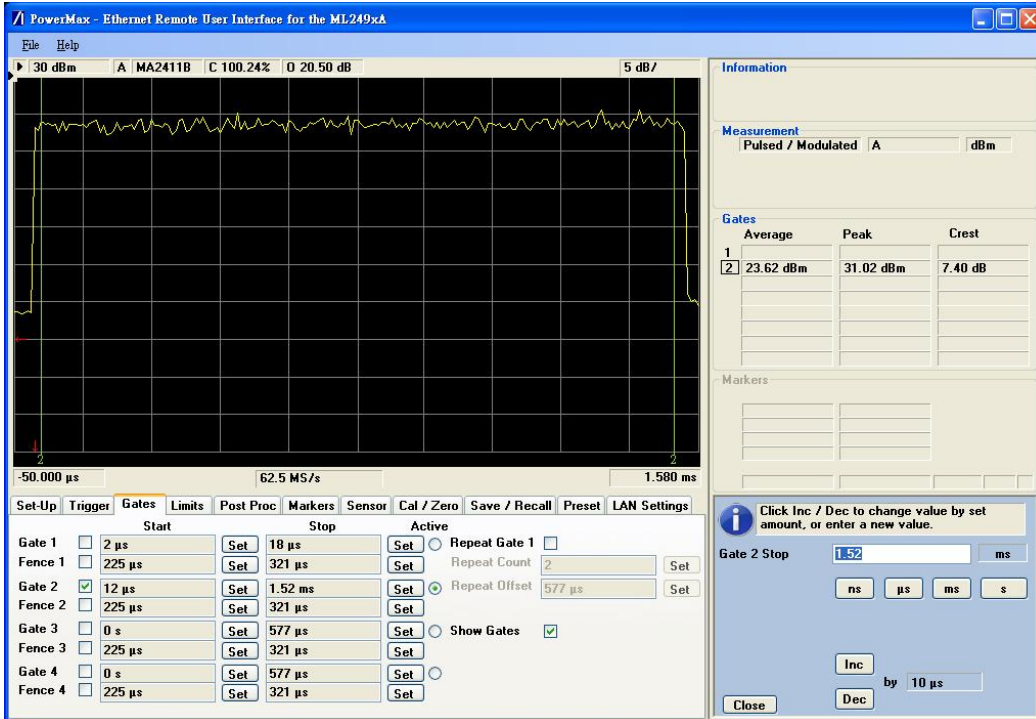 PowerMax - Ethernet Remote User Interface for the ML249xA
File Help
30 dBm A MA2411B C 100.24% O 20.50 dB 5 dB/
2 2
-50.000 µs 62.5 MS/s 1.580 ms
Set-Up Trigger Gates Limits Post Proc Markers Sensor Cal / Zero Save / Recall Preset LAN Settings
Start Stop Active
Gate 1 2 µs Set 18 µs Set Repeat Gate 1
Fence 1 225 µs Set 321 µs Set Repeat Count 2 Set
Gate 2 12 µs Set 1.52 ms Set Repeat Offset 577 µs Set
Fence 2 225 µs Set 321 µs Set
Gate 3 0 s Set 577 µs Set Show Gates
Fence 3 225 µs Set 321 µs Set
Gate 4 0 s Set 577 µs Set
Fence 4 225 µs Set 321 µs Set
Information
Measurement
Pulsed / Modulated A dBm
Gates
Average Peak Crest
1
2 23.62 dBm 31.02 dBm 7.40 dB
Markers
Click Inc / Dec to change value by set
amount, or enter a new value.
Gate 2 Stop 1.52 ms
ns µs ms s
Inc
by 10 µs
Close Dec